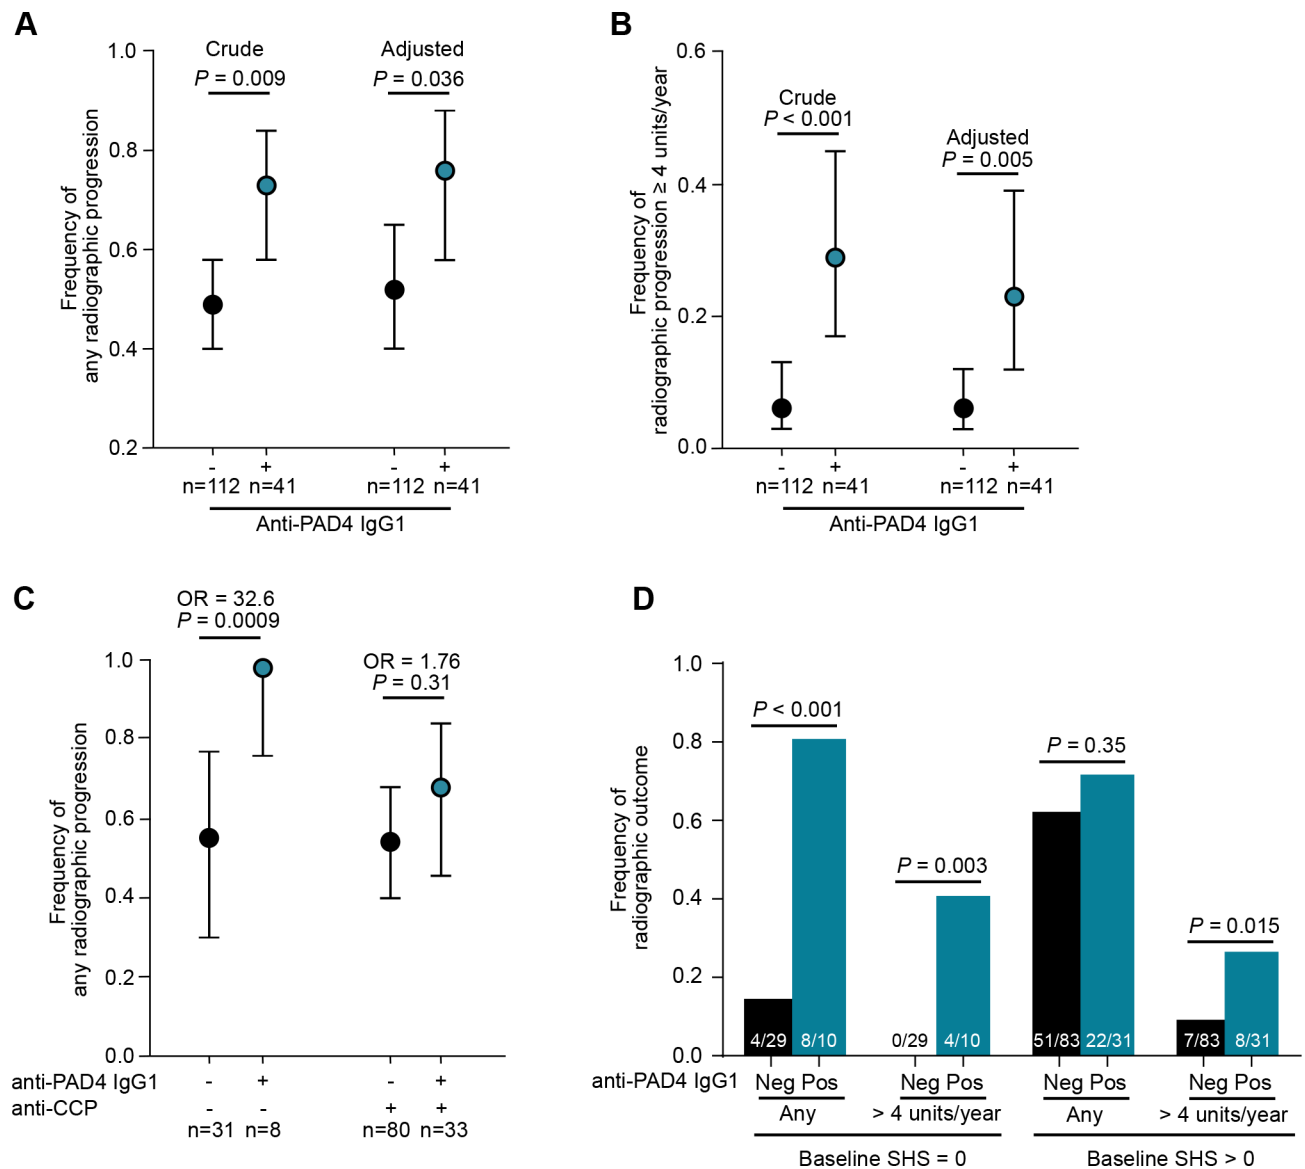 A
Crude
P = 0.009
Adjusted
P = 0.036
Frequency of
any radiographic progression
1.0
0.8
0.6
0.4
0.2
- + - +
n=112 n=41 n=112 n=41
Anti-PAD4 IgG1
B
Crude
P < 0.001
Adjusted
P = 0.005
Frequency of
radiographic progression ≥ 4 units/year
0.6
0.4
0.2
0.0
- + - +
n=112 n=41 n=112 n=41
Anti-PAD4 IgG1
C
OR = 32.6
P = 0.0009
OR = 1.76
P = 0.31
Frequency of
any radiographic progression
1.0
0.8
0.6
0.4
0.2
0.0
anti-PAD4 IgG1 - + - +
anti-CCP - - + +
n=31 n=8 n=80 n=33
D
P < 0.001
P = 0.003
P = 0.35
P = 0.015
Frequency of
radiographic outcome
1.0
0.8
0.6
0.4
0.2
0.0
4/29 8/10 0/29 4/10 51/83 22/31 7/83 8/31
anti-PAD4 IgG1 Neg Pos Neg Pos Neg Pos Neg Pos
Any > 4 units/year Any > 4 units/year
Baseline SHS = 0 Baseline SHS > 0